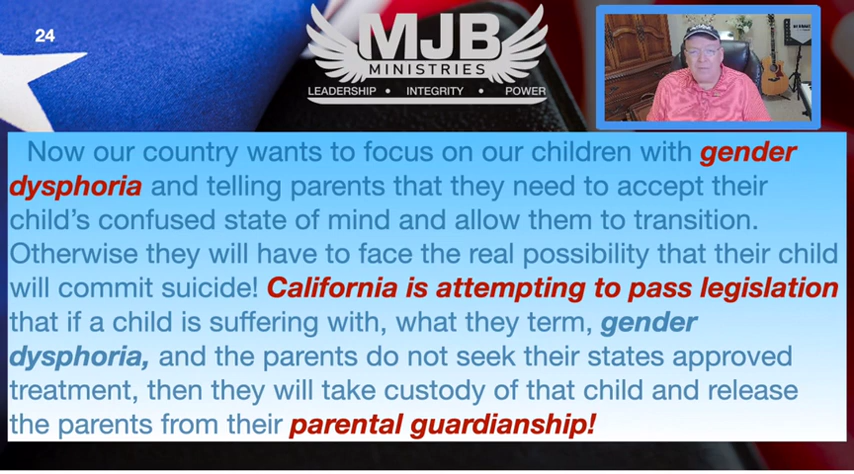 24
MJB
MINISTRIES
LEADERSHIP • INTEGRITY • POWER
Now our country wants to focus on our children with gender
dysphoria and telling parents that they need to accept their
child's confused state of mind and allow them to transition.
Otherwise they will have to face the real possibility that their child
will commit suicide! California is attempting to pass legislation
that if a child is suffering with, what they term, gender
dysphoria, and the parents do not seek their states approved
treatment, then they will take custody of that child and release
the parents from their parental guardianship!